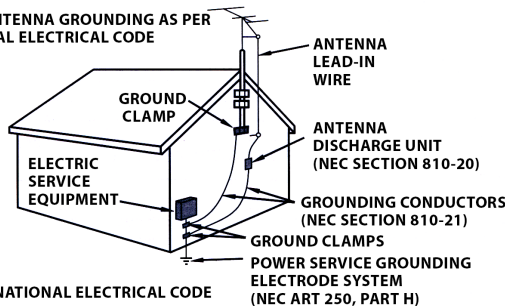 NTENNA GROUNDING AS PER
AL ELECTRICAL CODE
ANTENNA
LEAD-IN
WIRE
GROUND
CLAMP
ANTENNA
DISCHARGE UNIT
(NEC SECTION 810-20)
ELECTRIC
SERVICE
EQUIPMENT
GROUNDING CONDUCTORS
(NEC SECTION 810-21)
GROUND CLAMPS
POWER SERVICE GROUNDING
ELECTRODE SYSTEM
(NEC ART 250, PART H)
NATIONAL ELECTRICAL CODE